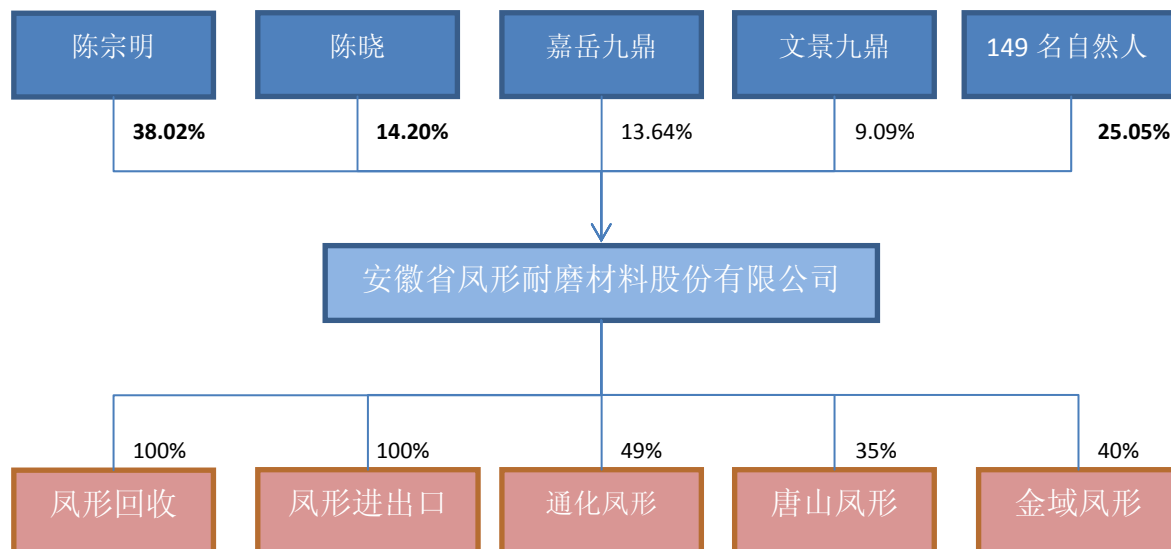 陈宗明
陈晓
嘉岳九鼎
文景九鼎
149 名自然人
38.02%
14.20%
13.64%
9.09%
25.05%
安徽省凤形耐磨材料股份有限公司
100%
100%
49%
35%
40%
凤形回收
凤形进出口
通化凤形
唐山凤形
金域凤形